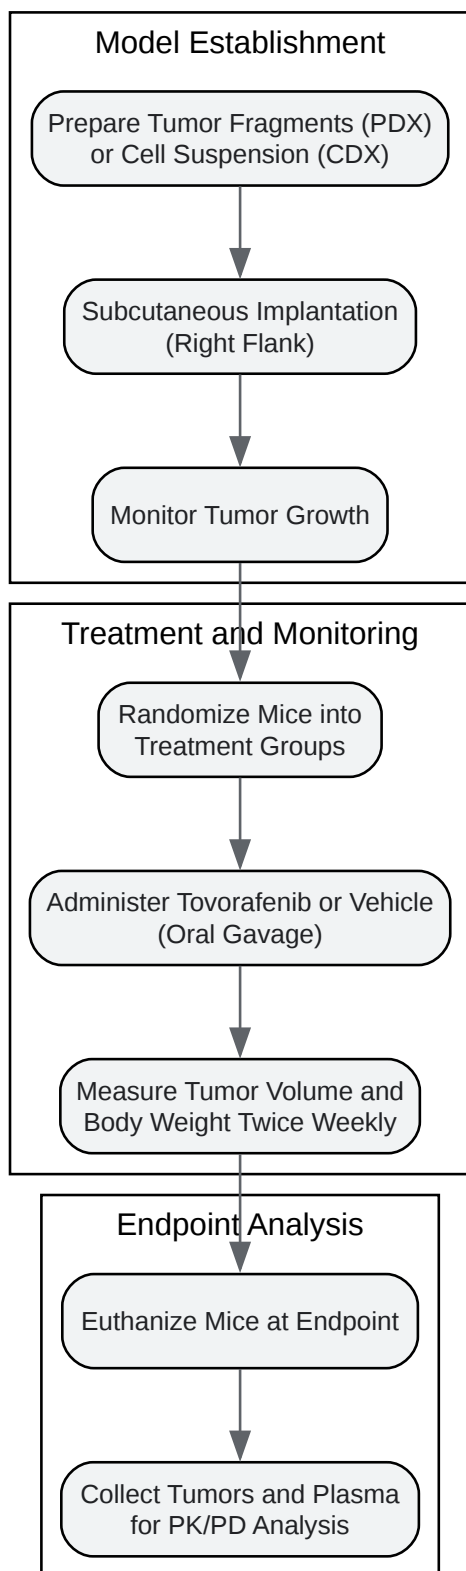 Model Establishment
Prepare Tumor Fragments (PDX)
or Cell Suspension (CDX)
Subcutaneous Implantation
(Right Flank)
Monitor Tumor Growth
Treatment and Monitoring
Randomize Mice into
Treatment Groups
Administer Tovorafenib or Vehicle
(Oral Gavage)
Measure Tumor Volume and
Body Weight Twice Weekly
Endpoint Analysis
Euthanize Mice at Endpoint
Collect Tumors and Plasma
for PK/PD Analysis